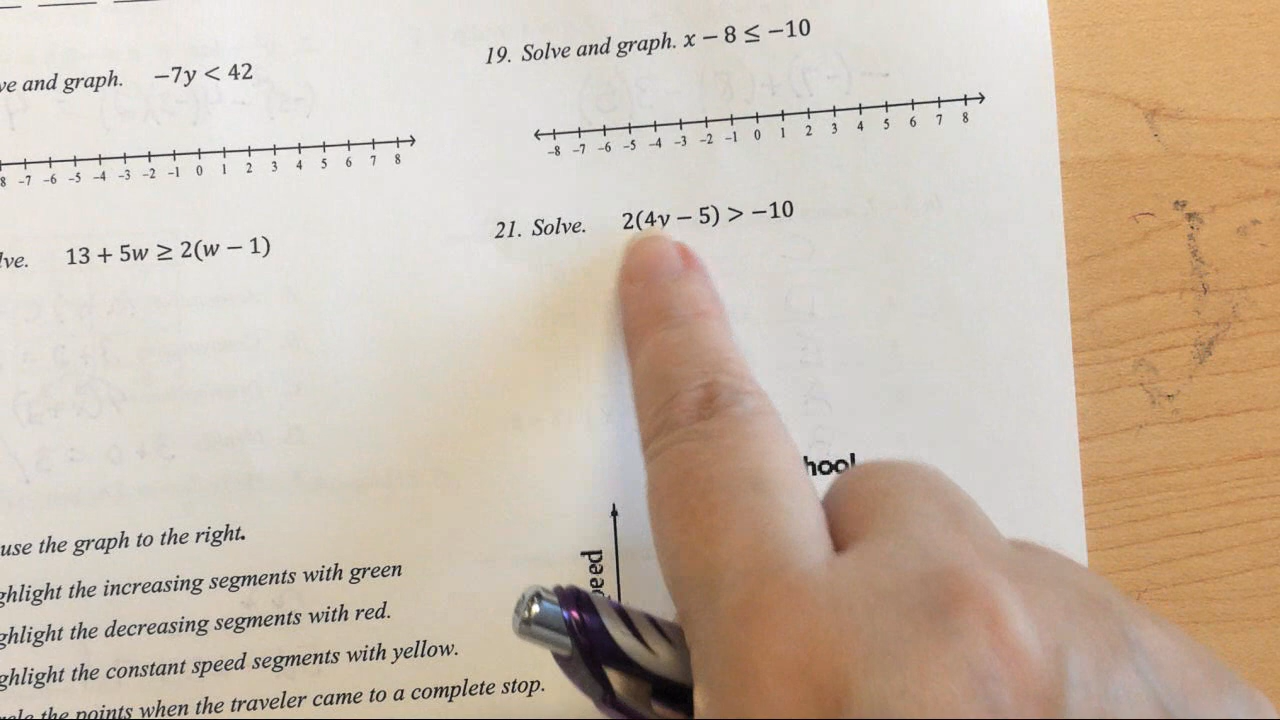 ve and graph. −7y < 42
19. Solve and graph. x − 8 ≤ −10
8 −7 −6 −5 −4 −3 −2 −1 0 1 2 3 4 5 6 7 8
−8 −7 −6 −5 −4 −3 −2 −1 0 1 2 3 4 5 6 7 8
lve. 13 + 5w ≥ 2(w − 1)
21. Solve. 2(4v − 5) > −10
hool
peed
use the graph to the right.
ghlight the increasing segments with green
ghlight the decreasing segments with red.
ghlight the constant speed segments with yellow.
rcle the points when the traveler came to a complete stop.